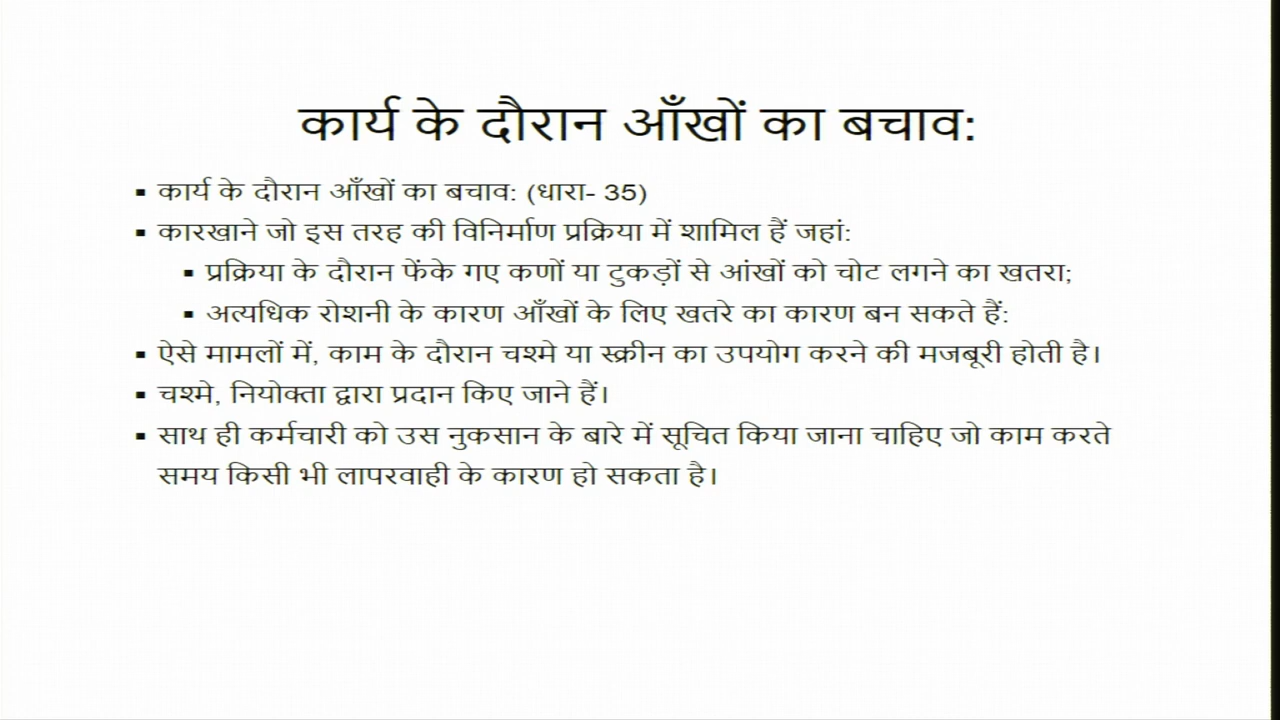 कार्य के दौरान आँखों का बचाव:
▪ कार्य के दौरान आँखों का बचाव: (धारा- 35)
▪ कारखाने जो इस तरह की विनिर्माण प्रक्रिया में शामिल हैं जहां:
▪ प्रक्रिया के दौरान फेंके गए कणों या टुकड़ों से आंखों को चोट लगने का खतरा;
▪ अत्यधिक रोशनी के कारण आँखों के लिए खतरे का कारण बन सकते हैं:
▪ ऐसे मामलों में, काम के दौरान चश्मे या स्क्रीन का उपयोग करने की मजबूरी होती है।
▪ चश्मे, नियोक्ता द्वारा प्रदान किए जाने हैं।
▪ साथ ही कर्मचारी को उस नुकसान के बारे में सूचित किया जाना चाहिए जो काम करते
समय किसी भी लापरवाही के कारण हो सकता है।